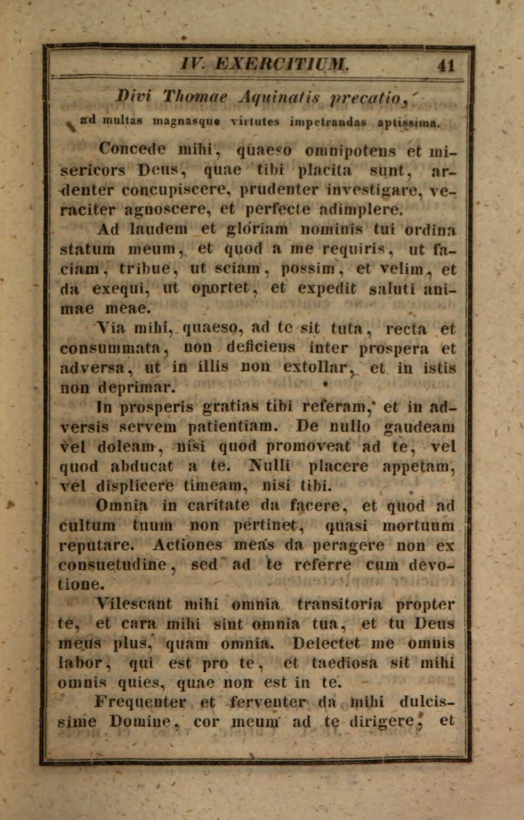 IV. EXERCITIUM. 41
Divi Thomae Aquinatis precatio,
ad multas magnasque virtutes impetrandas aptissima.
Concede mihi, quaeso omnipotens et mi-
sericors Deus, quae tibi placita sunt, ar-
denter concupiscere, prudenter investigare, ve-
raciter agnoscere, et perfecte adimplere.
Ad laudem et gloriam nominis tui ordina
statum meum, et quod a me requiris, ut fa-
ciam, tribue, ut sciam, possim, et velim, et
da exequi, ut oportet, et expedit saluti ani-
mae meae.
Via mihi, quaeso, ad te sit tuta, recta et
consummata, non deficiens inter prospera et
adversa, ut in illis non extollar, et in istis
non deprimar.
In prosperis gratias tibi referam, et in ad-
versis servem patientiam. De nullo gaudeam
vel doleam, nisi quod promoveat ad te, vel
quod abducat a te. Nulli placere appetam,
vel displicere timeam, nisi tibi.
Omnia in caritate da facere, et quod ad
cultum tuum non pertinet, quasi mortuum
reputare. Actiones meas da peragere non ex
consuetudine, sed ad te referre cum devo-
tione.
Vilescant mihi omnia transitoria propter
te, et cara mihi sint omnia tua, et tu Deus
meus plus, quam omnia. Delectet me omnis
labor, qui est pro te, et taediosa sit mihi
omnis quies, quae non est in te.
Frequenter et ferventer da mihi dulcis-
sime Domine, cor meum ad te dirigere, et